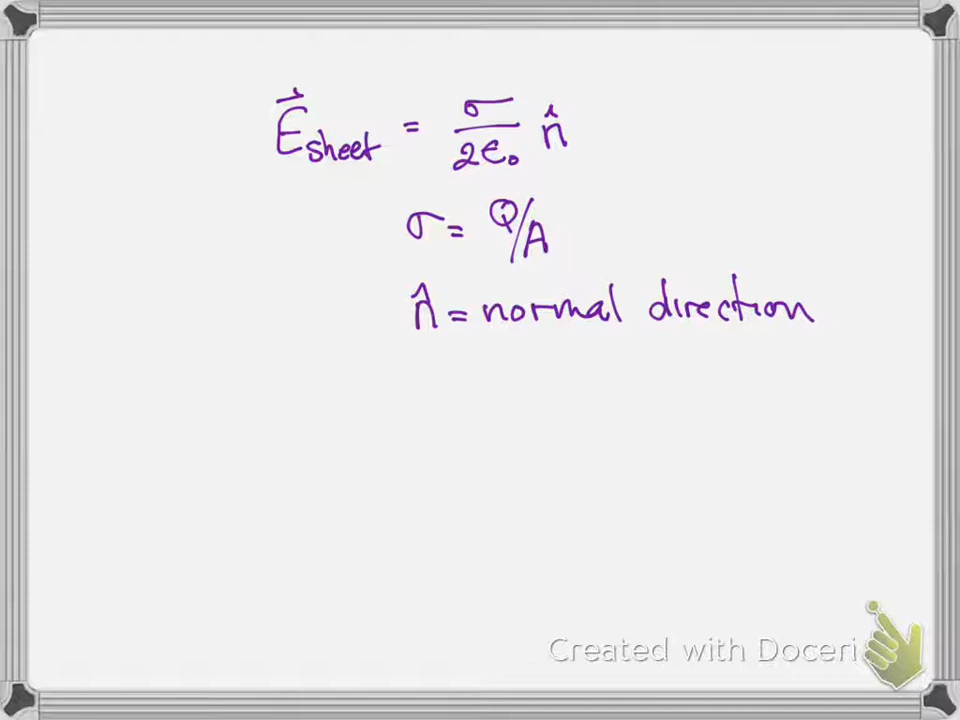 E⃗sheet = σ/2ϵ₀ n̂
σ = Q/A
n̂ = normal direction
Created with Doceri